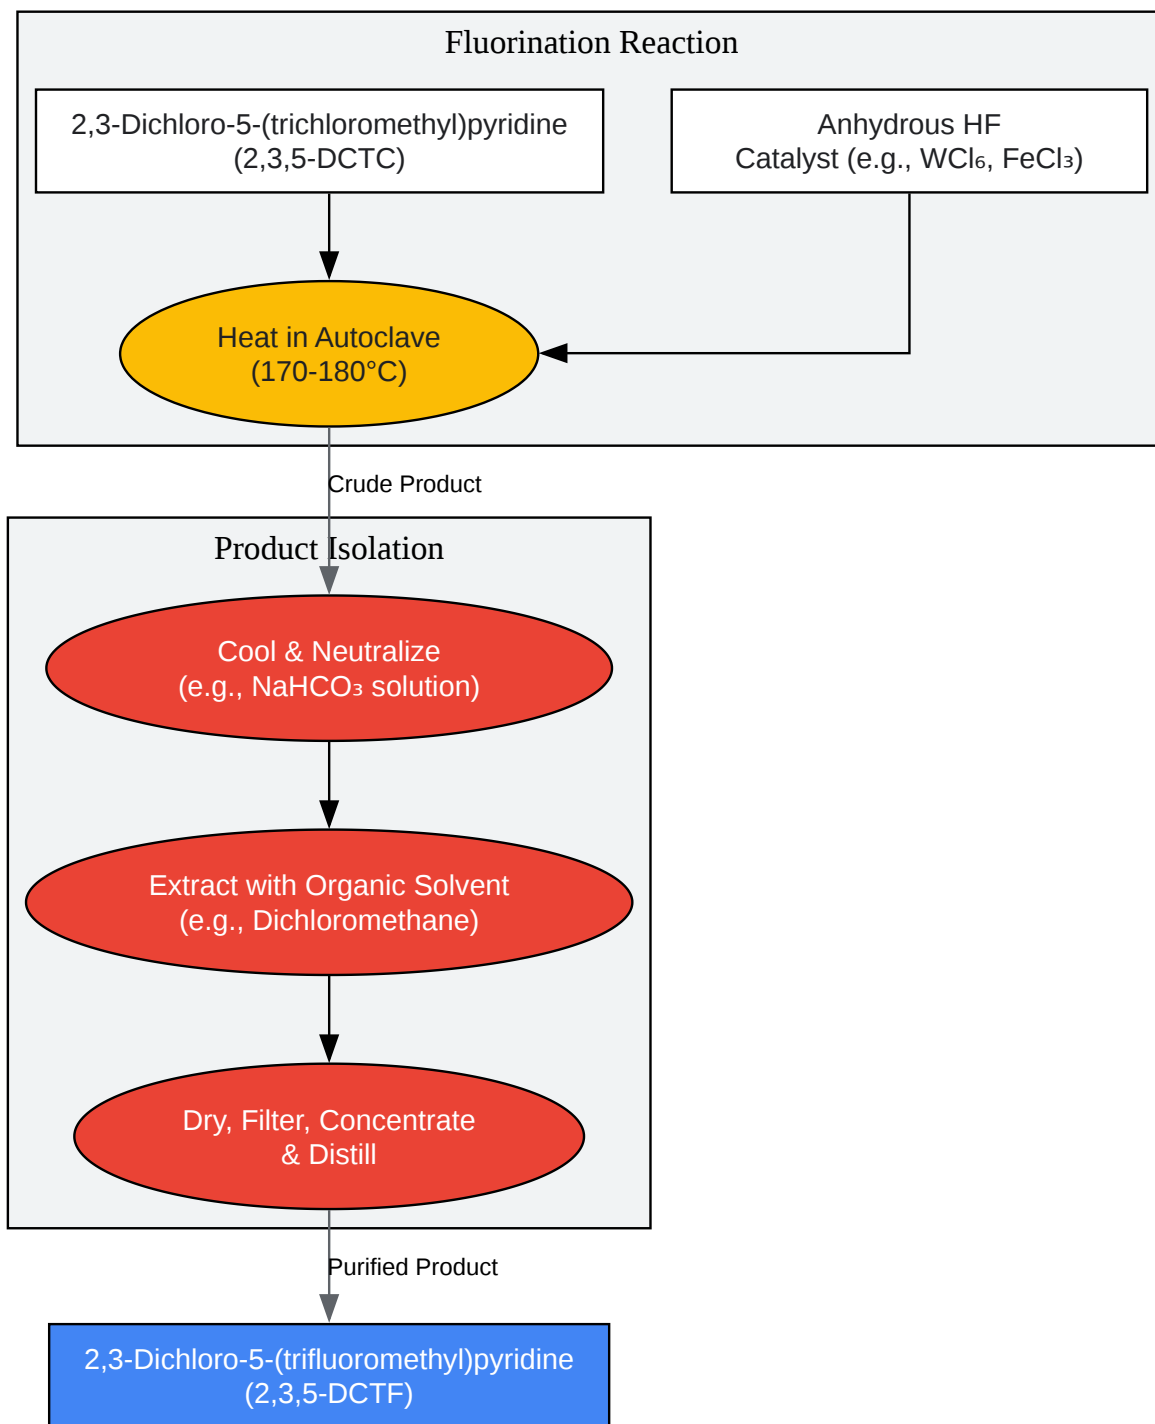 Fluorination Reaction
2,3-Dichloro-5-(trichloromethyl)pyridine
(2,3,5-DCTC)
Anhydrous HF
Catalyst (e.g., WCl₆, FeCl₃)
Heat in Autoclave
(170-180°C)
Crude Product
Product Isolation
Cool & Neutralize
(e.g., NaHCO₃ solution)
Extract with Organic Solvent
(e.g., Dichloromethane)
Dry, Filter, Concentrate
& Distill
Purified Product
2,3-Dichloro-5-(trifluoromethyl)pyridine
(2,3,5-DCTF)